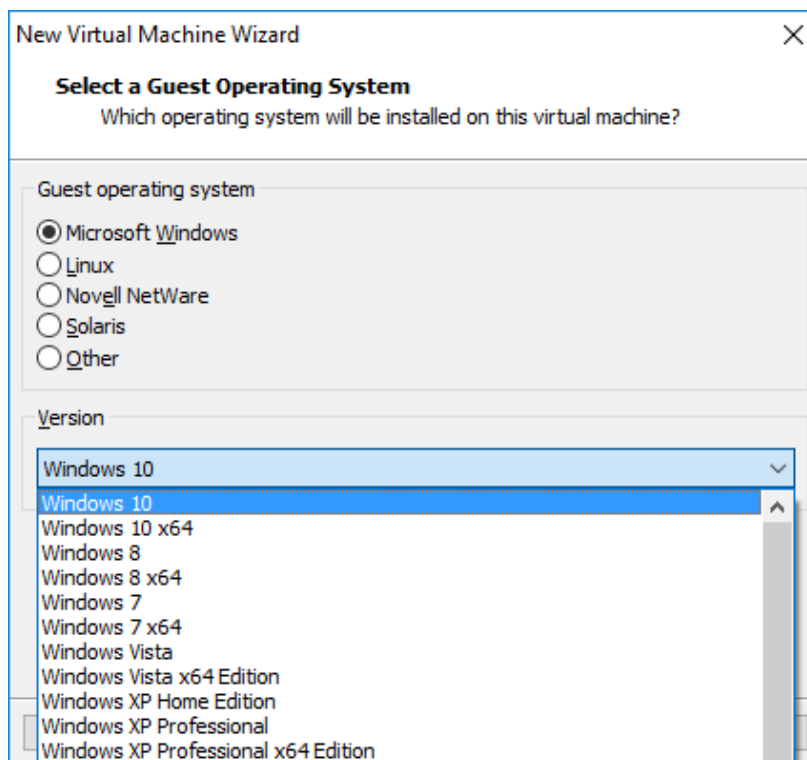 New Virtual Machine Wizard
Select a Guest Operating System
Which operating system will be installed on this virtual machine?
Guest operating system
Microsoft Windows
Linux
Novell NetWare
Solaris
Other
Version
Windows 10
Windows 10
Windows 10 x64
Windows 8
Windows 8 x64
Windows 7
Windows 7 x64
Windows Vista
Windows Vista x64 Edition
Windows XP Home Edition
Windows XP Professional
Windows XP Professional x64 Edition